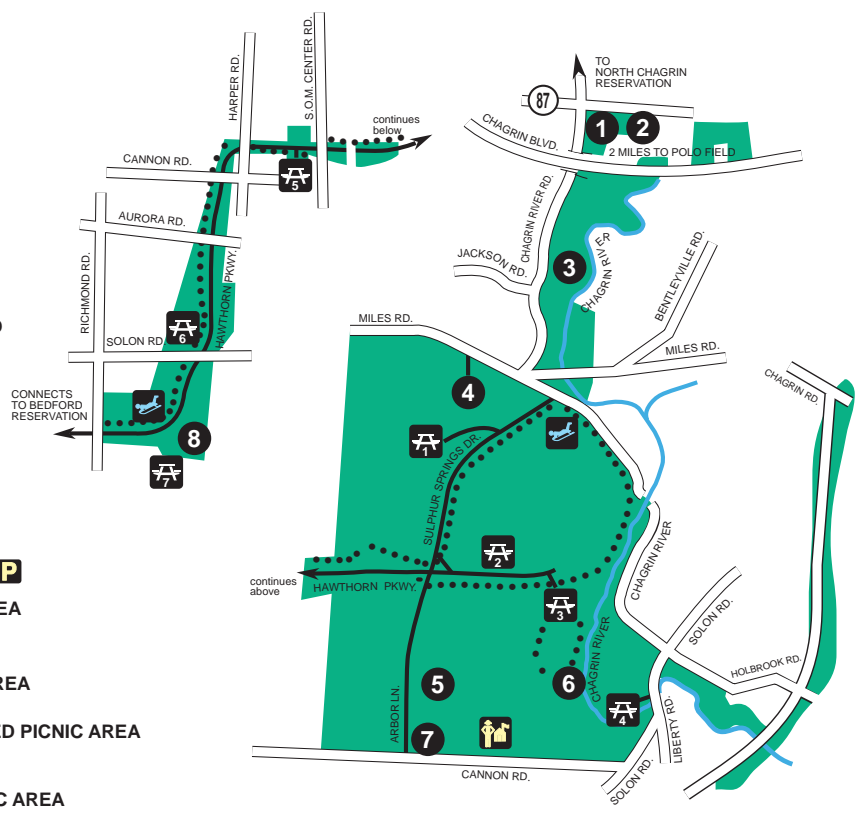 HARPER RD.
S.O.M. CENTER RD.
continues
below
CANNON RD.
5
AURORA RD.
RICHMOND RD.
HAWTHORN PKWY.
6
SOLON RD.
CONNECTS
TO BEDFORD
RESERVATION
8
7
TO
NORTH CHAGRIN
RESERVATION
87
1
2
CHAGRIN BLVD.
2 MILES TO POLO FIELD
CHAGRIN RIVER RD.
CHAGRIN RIVER
JACKSON RD.
3
BENTLEYVILLE RD.
MILES RD.
MILES RD.
CHAGRIN RD.
4
1
SULPHUR SPRINGS DR.
2
continues
above
HAWTHORN PKWY.
3
CHAGRIN RIVER
SOLON RD.
CHAGRIN RIVER
HOLBROOK RD.
5
6
4
ARBOR LN.
7
LIBERTY RD.
CANNON RD.
SOLON RD.
P
EA
REA
ED PICNIC AREA
C AREA